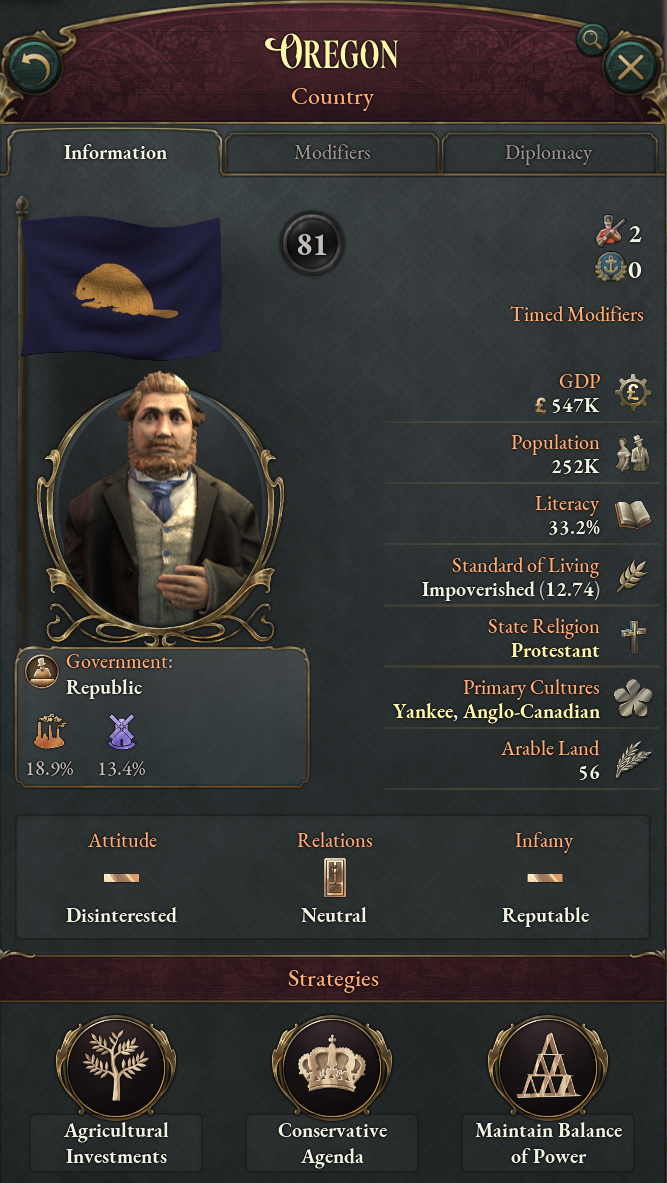 OREGON
Country
Information
Modifiers
Diplomacy
81
2
0
Timed Modifiers
GDP
£ 547K
Population
252K
Literacy
33.2%
Standard of Living
Impoverished (12.74)
State Religion
Protestant
Primary Cultures
Yankee, Anglo-Canadian
Arable Land
56
Government:
Republic
18.9% 13.4%
Attitude
Relations
Infamy
Disinterested
Neutral
Reputable
Strategies
Agricultural
Investments
Conservative
Agenda
Maintain Balance
of Power